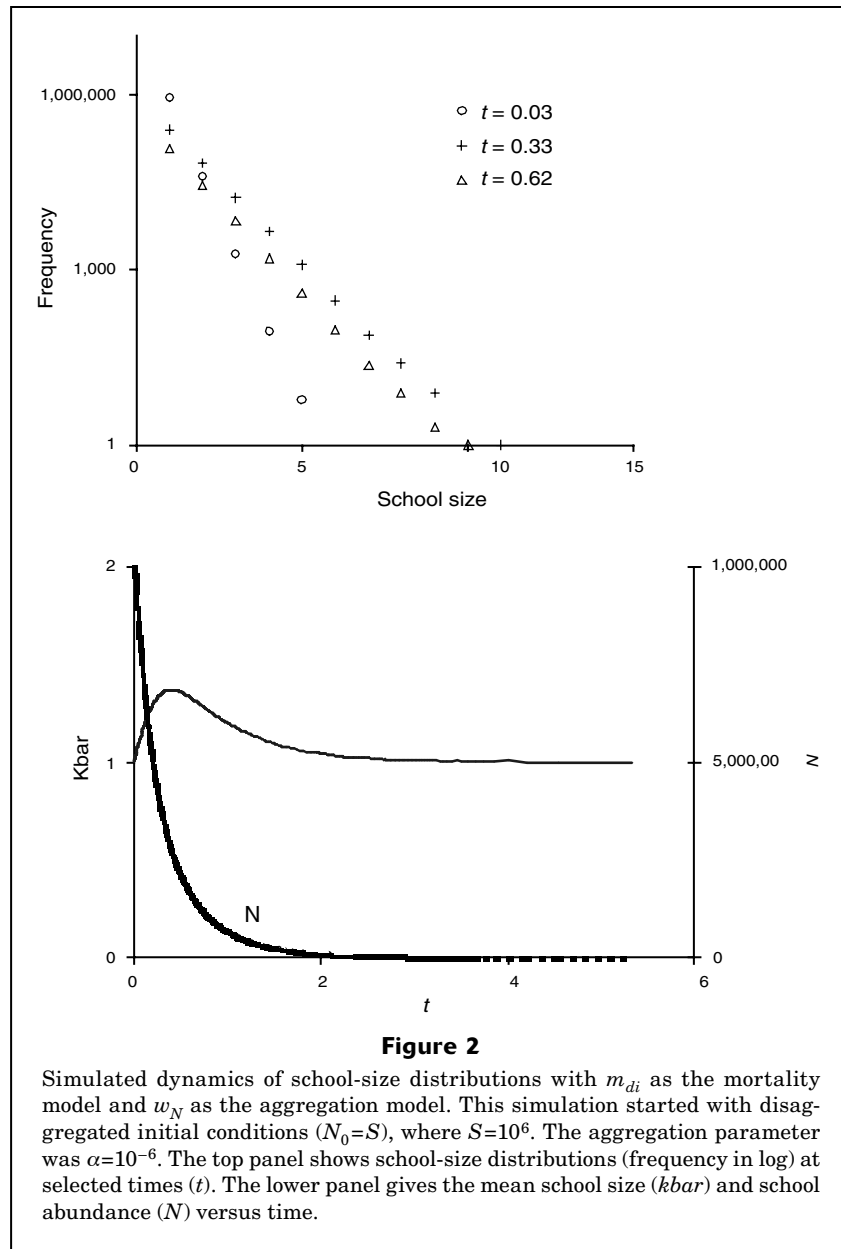 1,000,000
○ t = 0.03
+ t = 0.33
△ t = 0.62
Frequency
1,000
1
0
5
10
15
School size
2
1,000,000
Kbar
1
5,000,00
N
N
0
0
0
2
4
6
t
Figure 2
Simulated dynamics of school-size distributions with m_di as the mortality
model and w_N as the aggregation model. This simulation started with disag-
gregated initial conditions (N₀=S), where S=10⁶. The aggregation parameter
was α=10⁻⁶. The top panel shows school-size distributions (frequency in log) at
selected times (t). The lower panel gives the mean school size (kbar) and school
abundance (N) versus time.